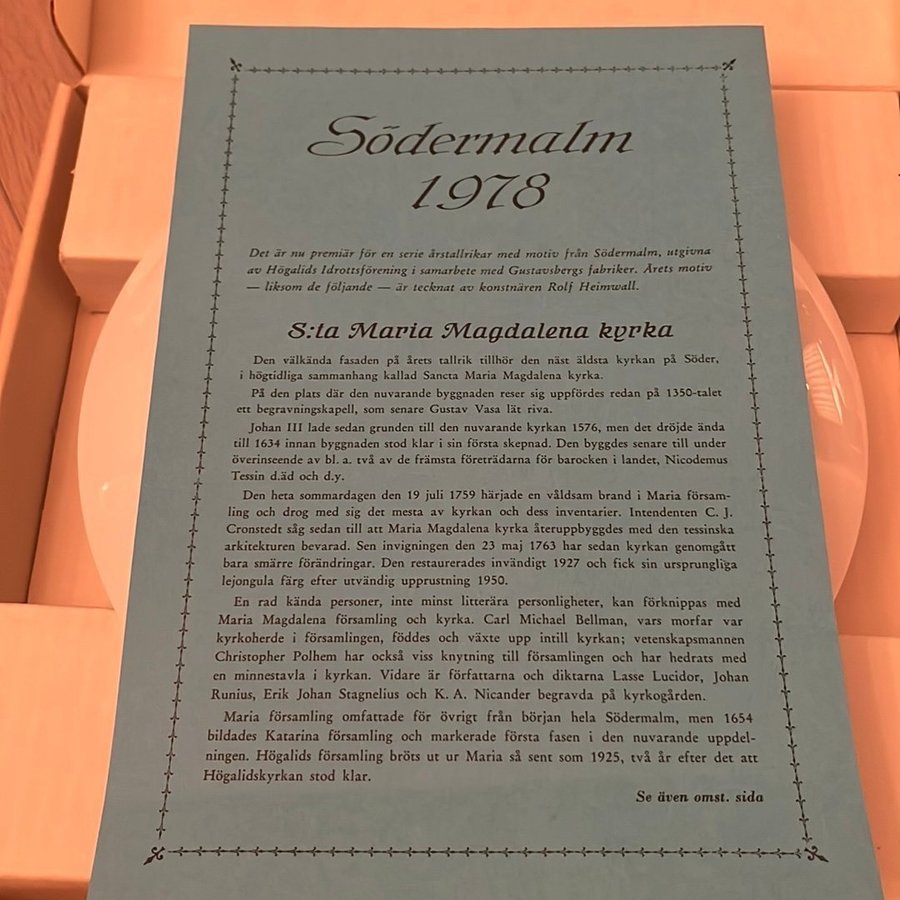 Södermalm
1978
Det är nu premiär för en serie årstallrikar med motiv från Södermalm, utgivna
av Högalids Idrottsförening i samarbete med Gustavsbergs fabriker. Årets motiv
— liksom de följande — är tecknat av konstnären Rolf Heimwall.
S:ta Maria Magdalena kyrka
Den välkända fasaden på årets tallrik tillhör den näst äldsta kyrkan på Söder,
i högtidliga sammanhang kallad Sancta Maria Magdalena kyrka.
På den plats där den nuvarande byggnaden reser sig uppfördes redan på 1350-talet
ett begravningskapell, som senare Gustav Vasa lät riva.
Johan III lade sedan grunden till den nuvarande kyrkan 1576, men det dröjde ända
till 1634 innan byggnaden stod klar i sin första skepnad. Den byggdes senare till under
överinseende av bl. a. två av de främsta företrädarna för barocken i landet, Nicodemus
Tessin d.äd och d.y.
Den heta sommardagen den 19 juli 1759 härjade en våldsam brand i Maria försam-
ling och drog med sig det mesta av kyrkan och dess inventarier. Intendenten C. J.
Cronstedt såg sedan till att Maria Magdalena kyrka återuppbyggdes med den tessinska
arkitekturen bevarad. Sen invigningen den 23 maj 1763 har sedan kyrkan genomgått
bara smärre förändringar. Den restaurerades invändigt 1927 och fick sin ursprungliga
lejongula färg efter utvändig upprustning 1950.
En rad kända personer, inte minst litterära personligheter, kan förknippas med
Maria Magdalena församling och kyrka. Carl Michael Bellman, vars morfar var
kyrkoherde i församlingen, föddes och växte upp intill kyrkan; vetenskapsmannen
Christopher Polhem har också viss knytning till församlingen och har hedrats med
en minnestavla i kyrkan. Vidare är författarna och diktarna Lasse Lucidor, Johan
Runius, Erik Johan Stagnelius och K. A. Nicander begravda på kyrkogården.
Maria församling omfattade för övrigt från början hela Södermalm, men 1654
bildades Katarina församling och markerade första fasen i den nuvarande uppdel-
ningen. Högalids församling bröts ut ur Maria så sent som 1925, två år efter det att
Högalidskyrkan stod klar.
Se även omst. sida